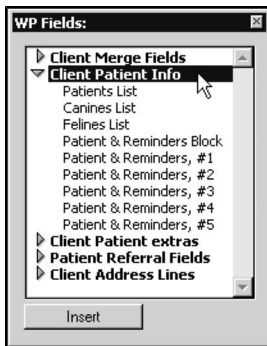 WP Fields:
Client Merge Fields
Client Patient Info
Patients List
Canines List
Felines List
Patient & Reminders Block
Patient & Reminders, #1
Patient & Reminders, #2
Patient & Reminders, #3
Patient & Reminders, #4
Patient & Reminders, #5
Client Patient extras
Patient Referral Fields
Client Address Lines
Insert